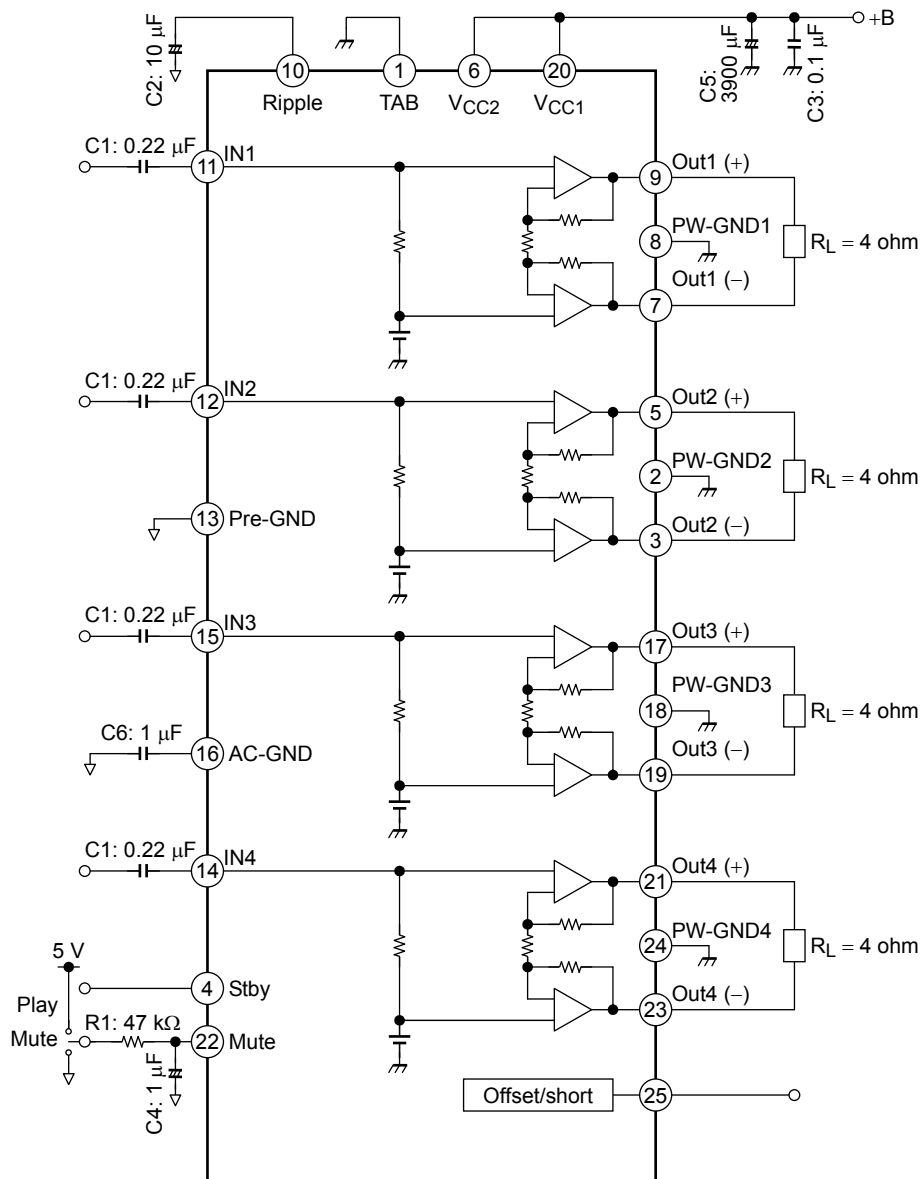 +B
C2: 10 µF
C5: 3900 µF
C3: 0.1 µF
10
1
6
20
Ripple
TAB
VCC2
VCC1
C1: 0.22 µF
11
IN1
9
Out1 (+)
8
PW-GND1
RL = 4 ohm
7
Out1 (−)
C1: 0.22 µF
12
IN2
5
Out2 (+)
2
PW-GND2
RL = 4 ohm
3
Out2 (−)
13
Pre-GND
C1: 0.22 µF
15
IN3
17
Out3 (+)
18
PW-GND3
RL = 4 ohm
19
Out3 (−)
C6: 1 µF
16
AC-GND
C1: 0.22 µF
14
IN4
21
Out4 (+)
24
PW-GND4
RL = 4 ohm
23
Out4 (−)
5 V
4
Stby
Play
Mute
R1: 47 kΩ
22
Mute
C4: 1 µF
Offset/short
25